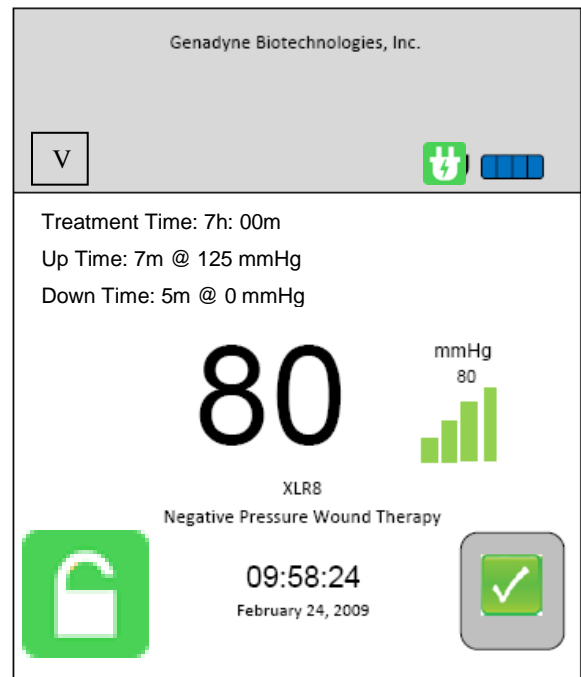 Genadyne Biotechnologies, Inc.
V
Treatment Time: 7h: 00m
Up Time: 7m @ 125 mmHg
Down Time: 5m @ 0 mmHg
80
mmHg
80
XLR8
Negative Pressure Wound Therapy
09:58:24
February 24, 2009